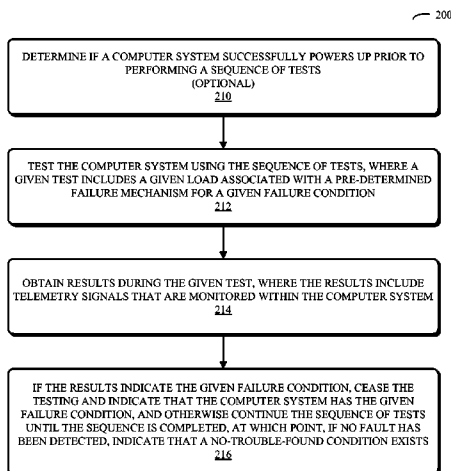 200
DETERMINE IF A COMPUTER SYSTEM SUCCESSFULLY POWERS UP PRIOR TO
PERFORMING A SEQUENCE OF TESTS
(OPTIONAL)
210
TEST THE COMPUTER SYSTEM USING THE SEQUENCE OF TESTS, WHERE A
GIVEN TEST INCLUDES A GIVEN LOAD ASSOCIATED WITH A PRE-DETERMINED
FAILURE MECHANISM FOR A GIVEN FAILURE CONDITION
212
OBTAIN RESULTS DURING THE GIVEN TEST, WHERE THE RESULTS INCLUDE
TELEMETRY SIGNALS THAT ARE MONITORED WITHIN THE COMPUTER SYSTEM
214
IF THE RESULTS INDICATE THE GIVEN FAILURE CONDITION, CEASE THE
TESTING AND INDICATE THAT THE COMPUTER SYSTEM HAS THE GIVEN
FAILURE CONDITION, AND OTHERWISE CONTINUE THE SEQUENCE OF TESTS
UNTIL THE SEQUENCE IS COMPLETED, AT WHICH POINT, IF NO FAULT HAS
BEEN DETECTED, INDICATE THAT A NO-TROUBLE-FOUND CONDITION EXISTS
216